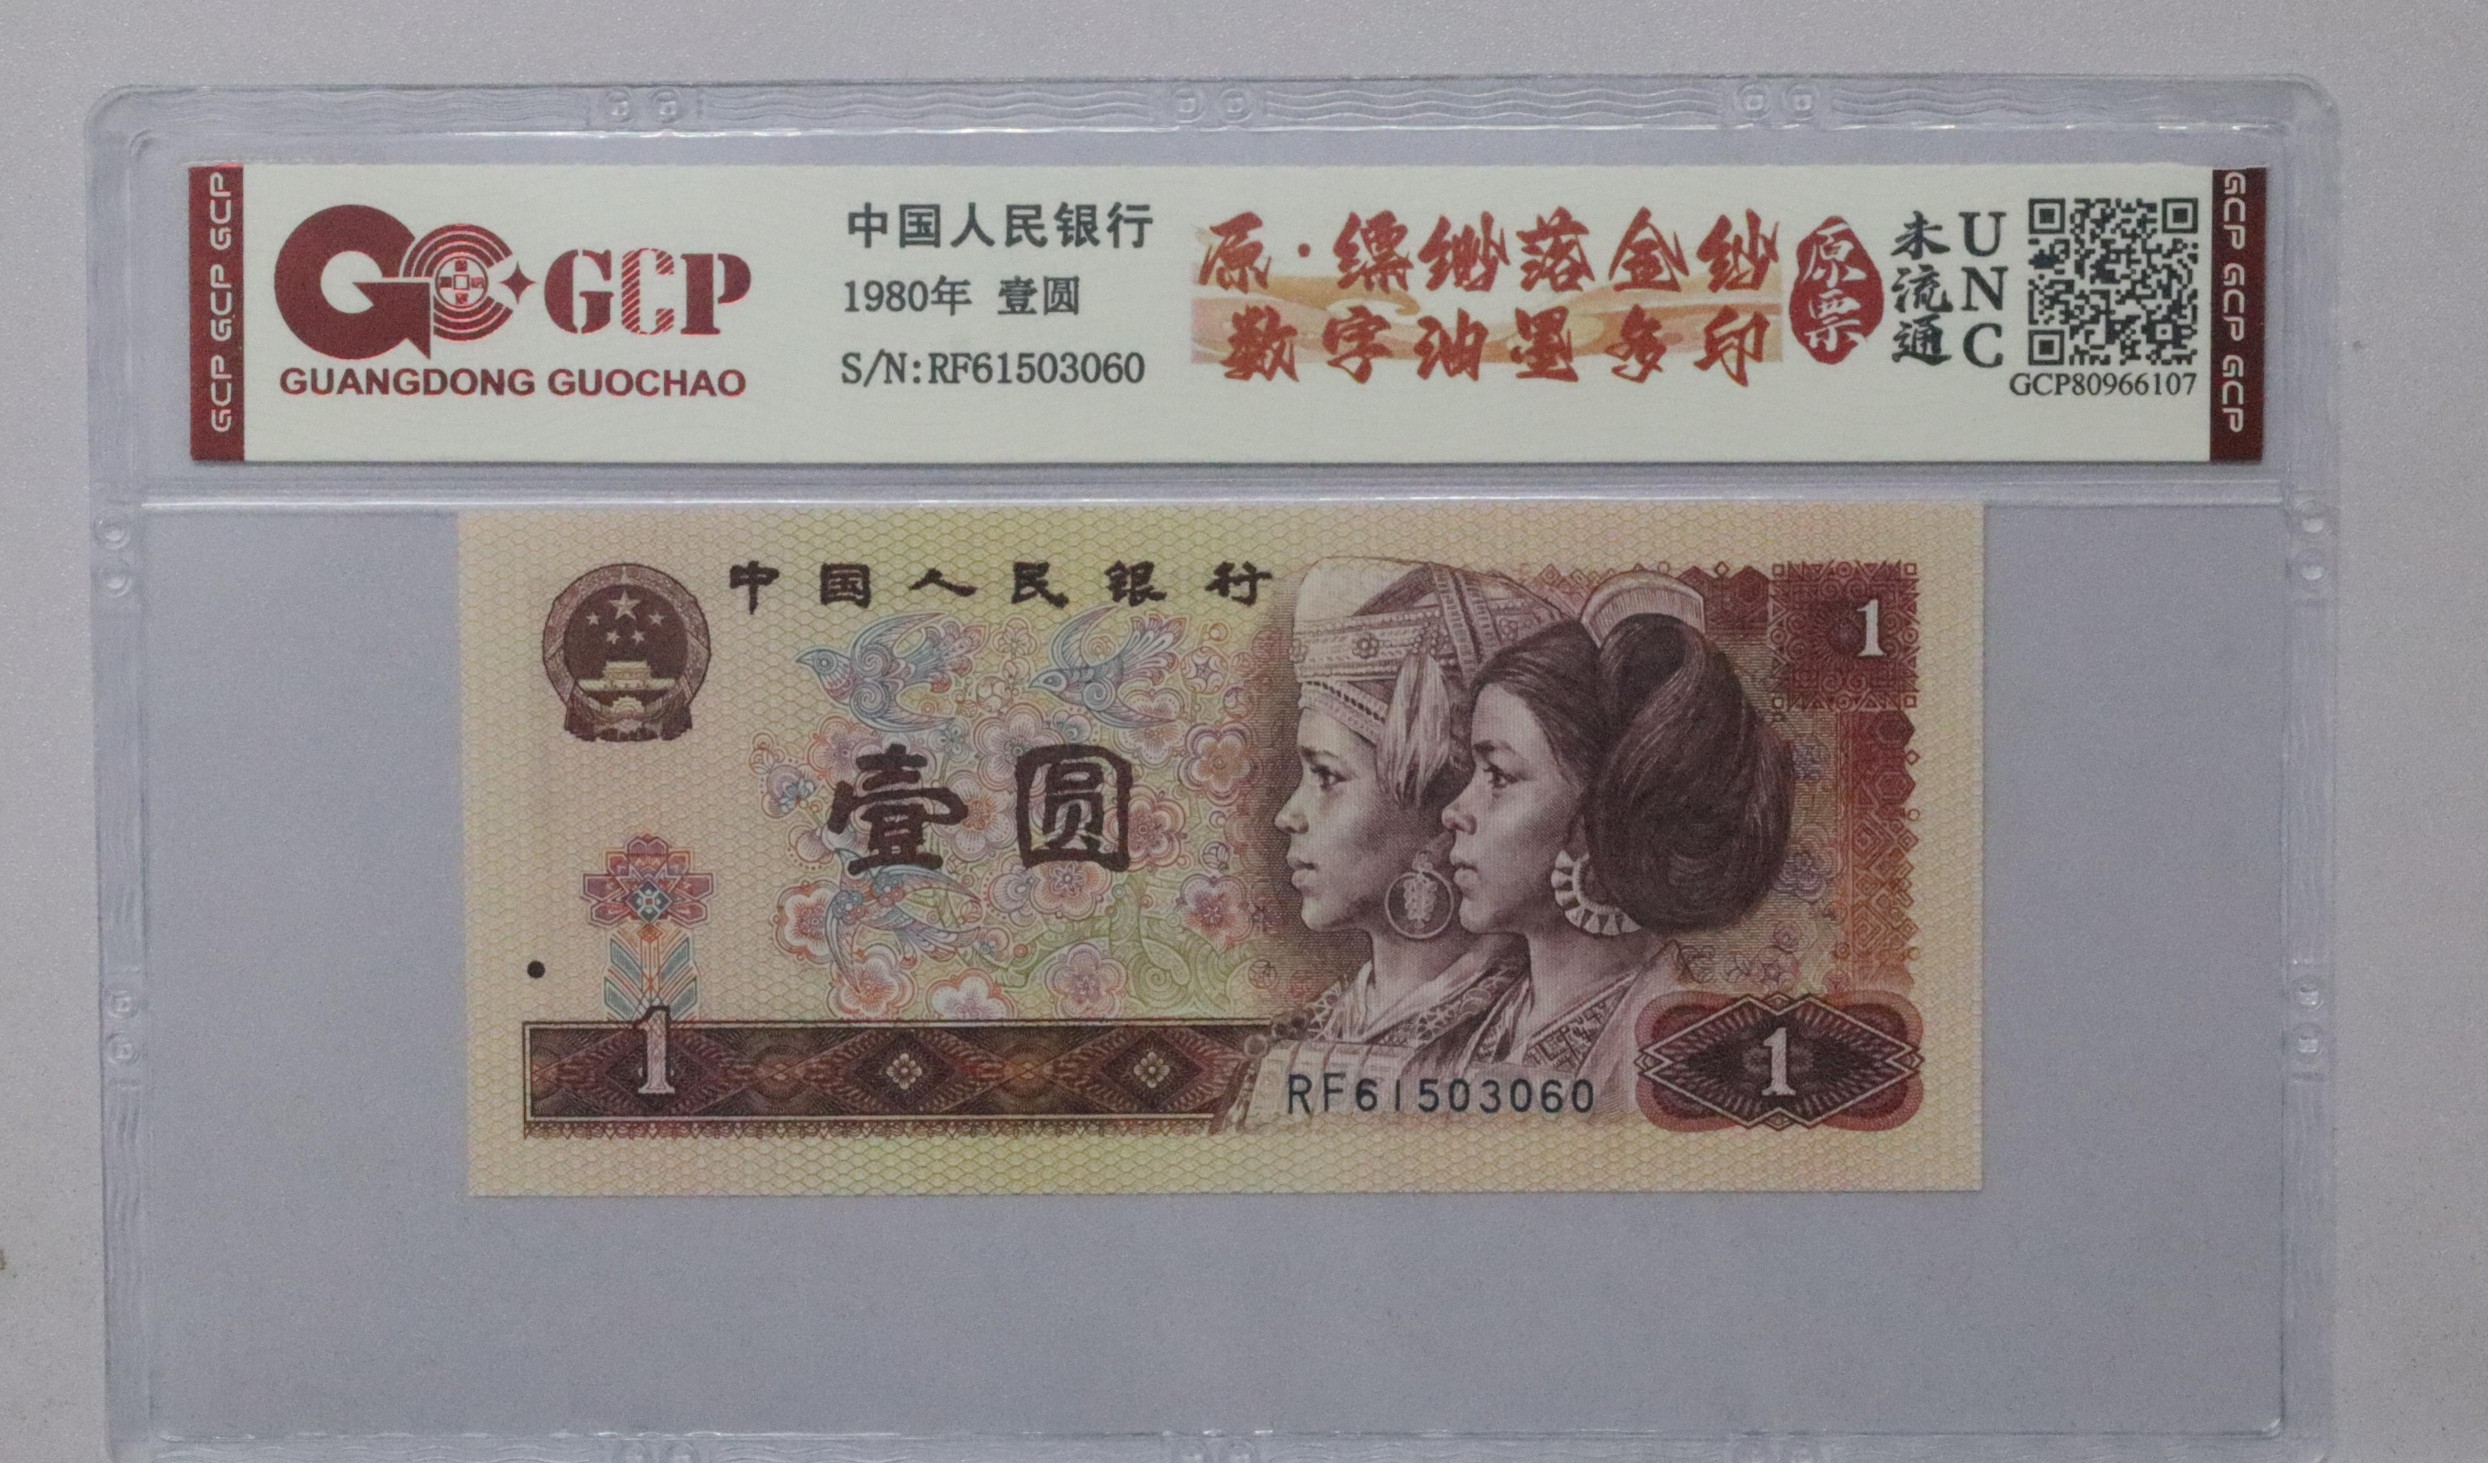 GCP GCP GCP
GCP
GUANGDONG GUOCHAO
中国人民银行
1980年 壹圆
S/N:RF61503060
原·缥缈落金纱
数字油墨多印
原票
未流通
UNC
GCP80966107
GCP GCP GCP
中国人民银行
1
壹圆
1
RF61503060
1